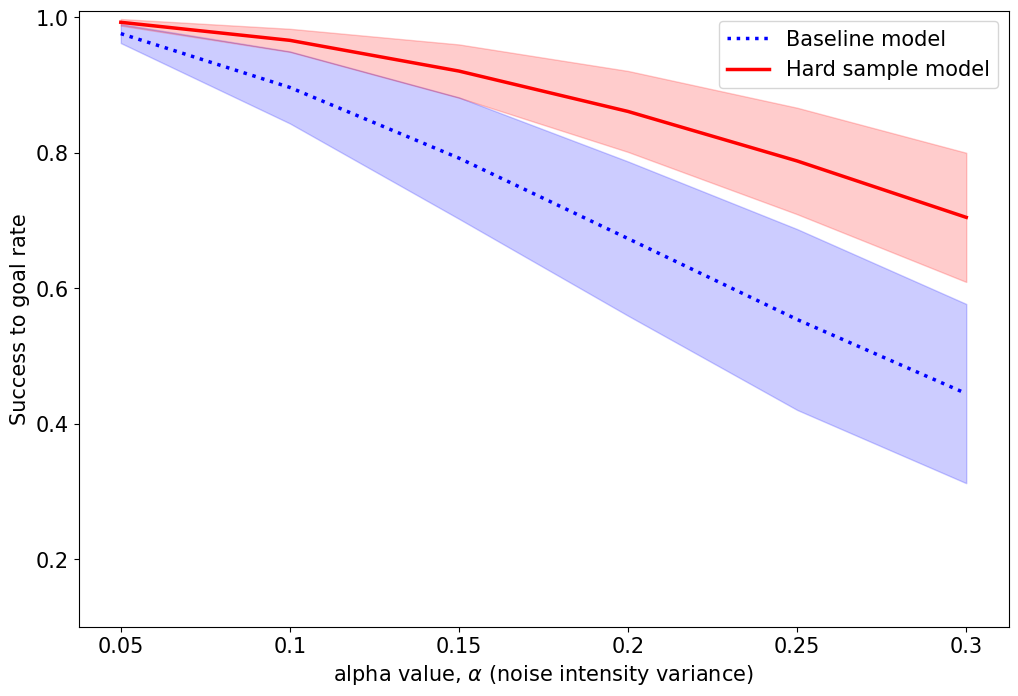 Baseline model
Hard sample model
Success to goal rate
1.0
0.8
0.6
0.4
0.2
0.05 0.1 0.15 0.2 0.25 0.3
alpha value, α (noise intensity variance)